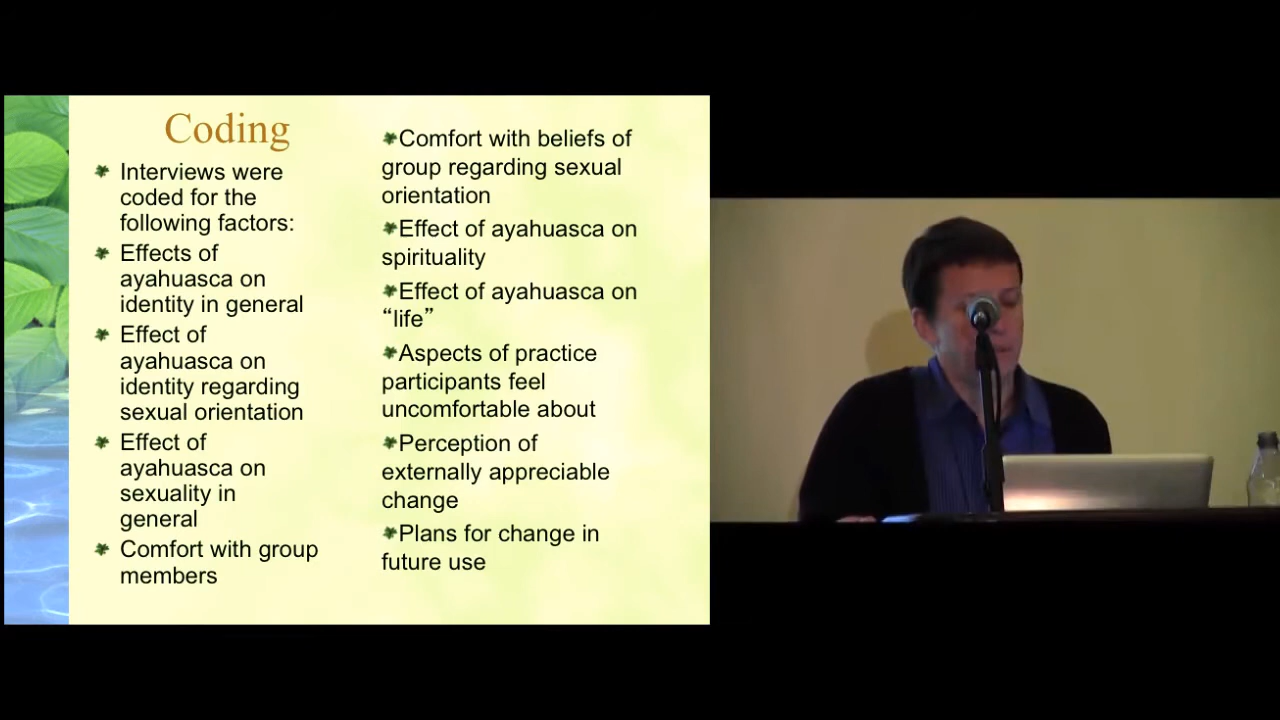 Coding
Interviews were
coded for the
following factors:
Effects of
ayahuasca on
identity in general
Effect of
ayahuasca on
identity regarding
sexual orientation
Effect of
ayahuasca on
sexuality in
general
Comfort with group
members
Comfort with beliefs of
group regarding sexual
orientation
Effect of ayahuasca on
spirituality
Effect of ayahuasca on
“life”
Aspects of practice
participants feel
uncomfortable about
Perception of
externally appreciable
change
Plans for change in
future use